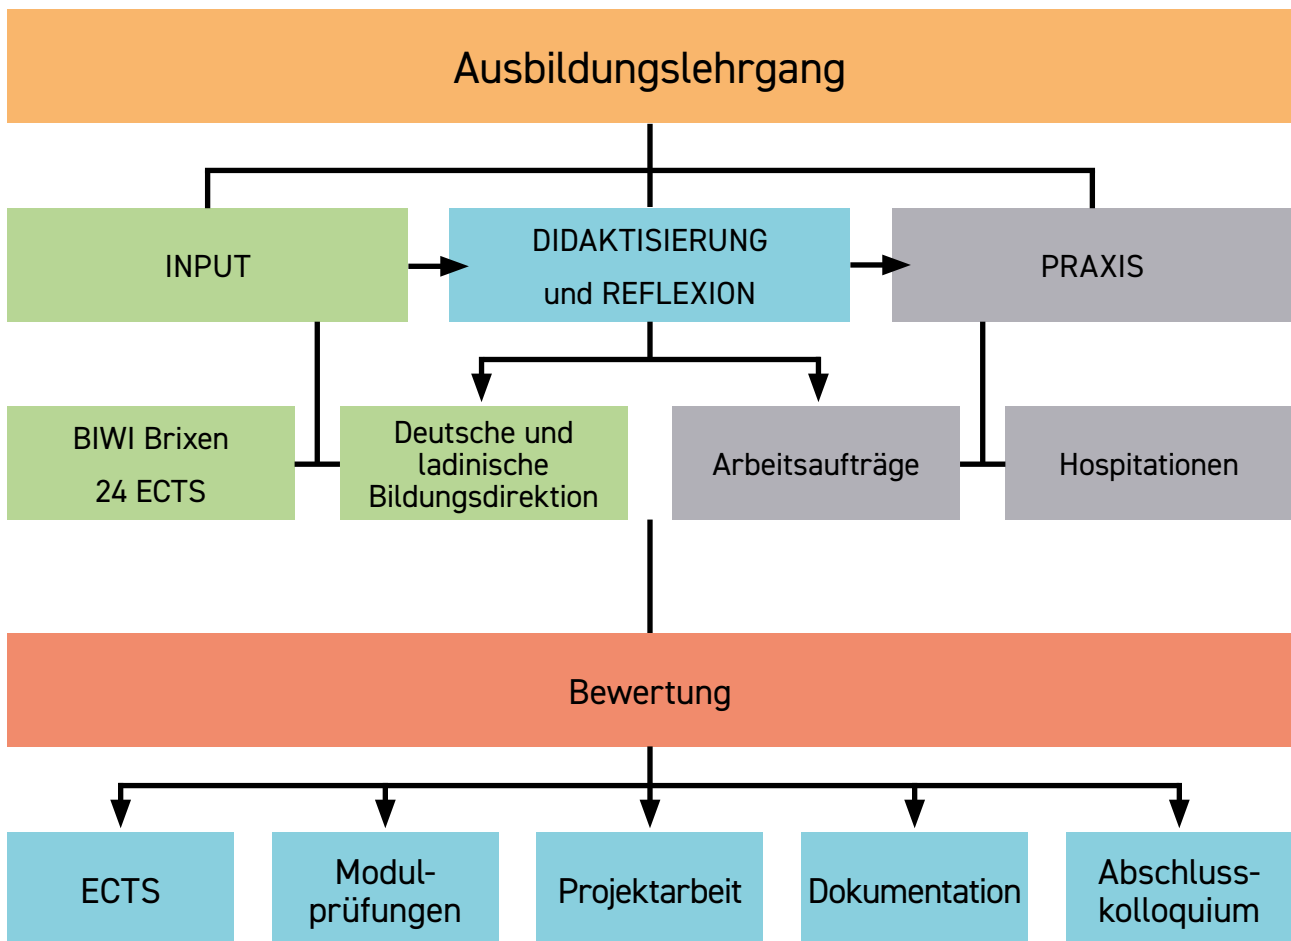 Ausbildungslehrgang
INPUT
DIDAKTISIERUNG
und REFLEXION
PRAXIS
BIWI Brixen
24 ECTS
Deutsche und
ladinische
Bildungsdirektion
Arbeitsaufträge
Hospitationen
Bewertung
ECTS
Modul-
prüfungen
Projektarbeit
Dokumentation
Abschluss-
kolloquium